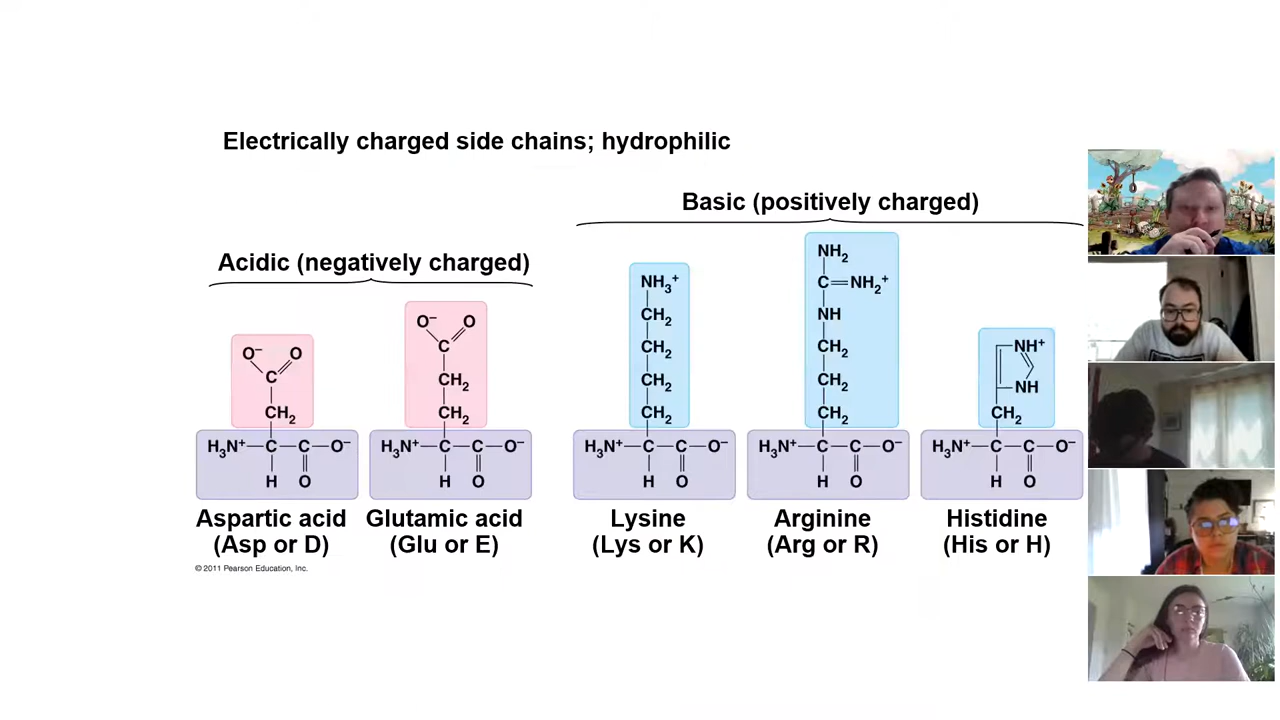 Electrically charged side chains; hydrophilic
Basic (positively charged)
Acidic (negatively charged)
O⁻ O
C
CH₂
H₃N⁺—C—C—O⁻
H O
Aspartic acid
(Asp or D)
O⁻ O
C
CH₂
CH₂
H₃N⁺—C—C—O⁻
H O
Glutamic acid
(Glu or E)
NH₃⁺
CH₂
CH₂
CH₂
CH₂
H₃N⁺—C—C—O⁻
H O
Lysine
(Lys or K)
NH₂
C=NH₂⁺
NH
CH₂
CH₂
CH₂
H₃N⁺—C—C—O⁻
H O
Arginine
(Arg or R)
NH⁺
NH
CH₂
H₃N⁺—C—C—O⁻
H O
Histidine
(His or H)
© 2011 Pearson Education, Inc.